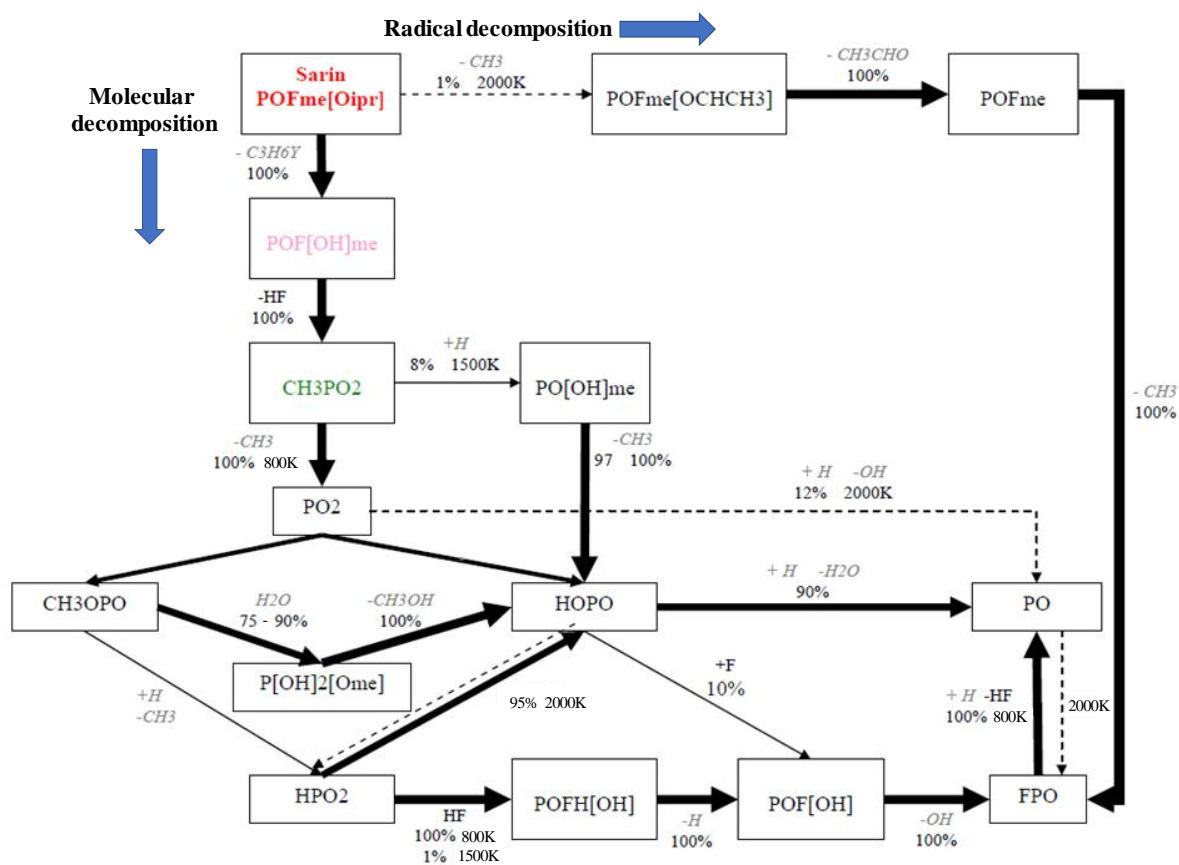 Radical decomposition
Molecular
decomposition
Sarin
POFme[Oipr]
- CH3
1% 2000K
POFme[OCHCH3]
- CH3CHO
100%
POFme
- C3H6Y
100%
POF[OH]me
-HF
100%
CH3PO2
+H
8% 1500K
PO[OH]me
- CH3
100%
-CH3
100% 800K
-CH3
97 100%
PO2
+ H -OH
12% 2000K
CH3OPO
H2O
75 - 90%
-CH3OH
100%
HOPO
+ H -H2O
90%
PO
P[OH]2[Ome]
+H
-CH3
95% 2000K
+F
10%
+ H -HF
100% 800K
2000K
HPO2
HF
100% 800K
1% 1500K
POFH[OH]
-H
100%
POF[OH]
-OH
100%
FPO